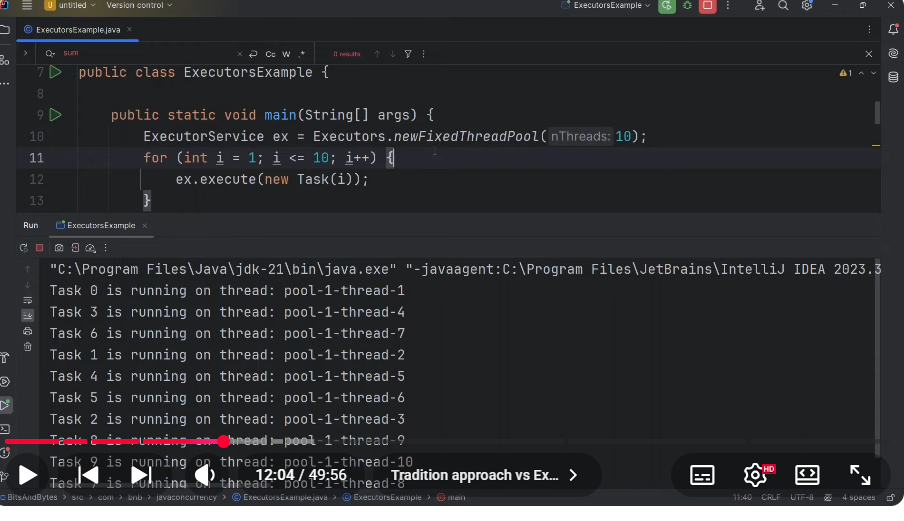 U untitled Version control ExecutorsExample
ExecutorsExample.java
sum Cc W .* 0 results
7 public class ExecutorsExample {
1
8
9 public static void main(String[] args) {
10 ExecutorService ex = Executors.newFixedThreadPool( nThreads: 10);
11 for (int i = 1; i <= 10; i++) {
12 ex.execute(new Task(i));
13 }
Run ExecutorsExample
"C:\Program Files\Java\jdk-21\bin\java.exe" "-javaagent:C:\Program Files\JetBrains\IntelliJ IDEA 2023.3
Task 0 is running on thread: pool-1-thread-1
Task 3 is running on thread: pool-1-thread-4
Task 6 is running on thread: pool-1-thread-7
Task 1 is running on thread: pool-1-thread-2
Task 4 is running on thread: pool-1-thread-5
Task 5 is running on thread: pool-1-thread-6
Task 2 is running on thread: pool-1-thread-3
Task 8 is running on thread: pool-1-thread-9
Task 9 is running on thread: pool-1-thread-10
12:04 / 49:56 Tradition approach vs Ex... HD
BitsAndBytes src com bnb javaconcurrency ExecutorsExample.java ExecutorsExample main 11:40 CRLF UTF-8 4 spaces